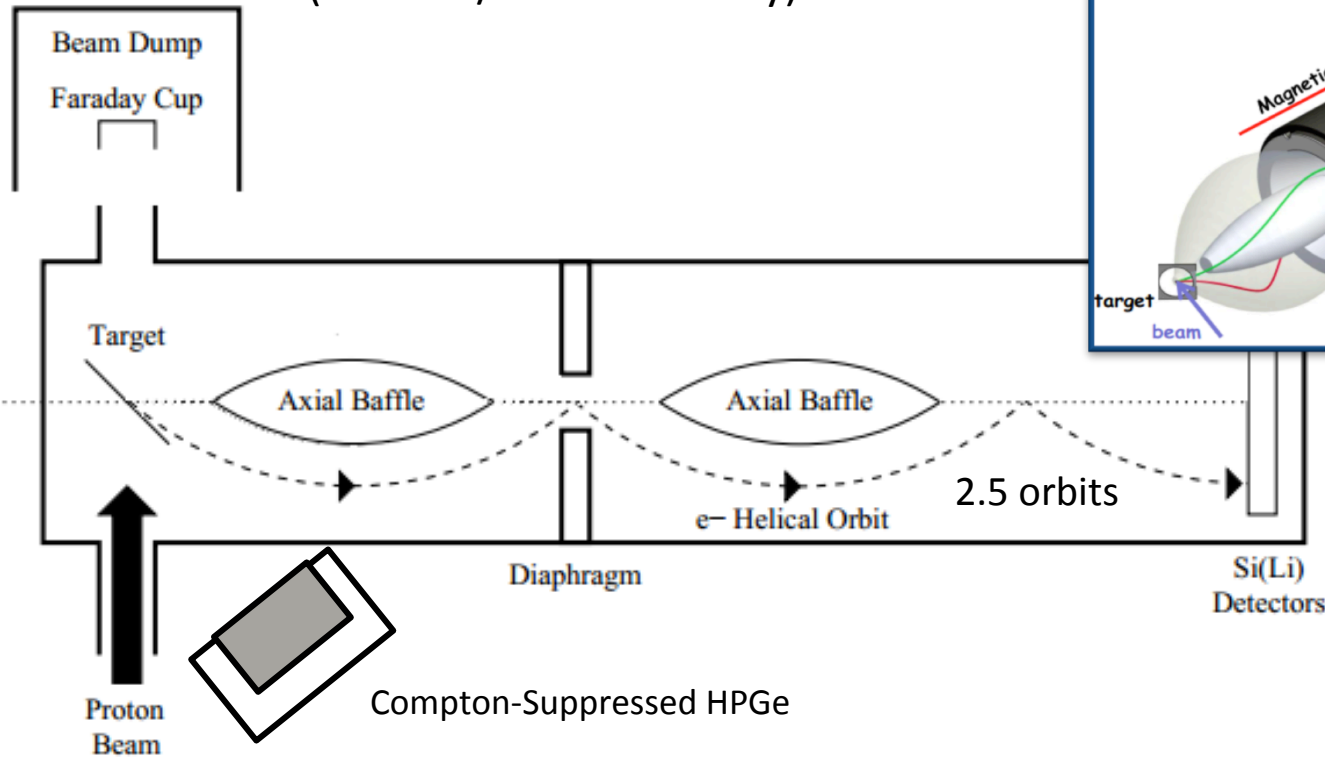 Beam Dump
Faraday Cup
target
beam
Target
Axial Baffle
Axial Baffle
2.5 orbits
e− Helical Orbit
Diaphragm
Si(Li)
Detectors
Compton-Suppressed HPGe
Proton
Beam